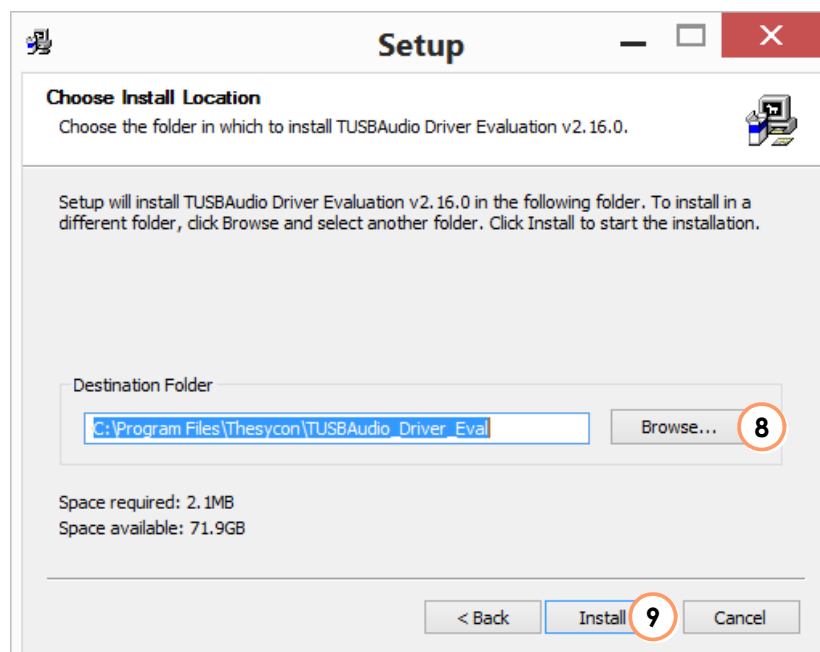 Setup
Choose Install Location
Choose the folder in which to install TUSBAudio Driver Evaluation v2.16.0.
Setup will install TUSBAudio Driver Evaluation v2.16.0 in the following folder. To install in a
different folder, click Browse and select another folder. Click Install to start the installation.
Destination Folder
C:\Program Files\Thesycon\TUSBAudio_Driver_Eval
Browse... 8
Space required: 2.1MB
Space available: 71.9GB
< Back Install 9 Cancel